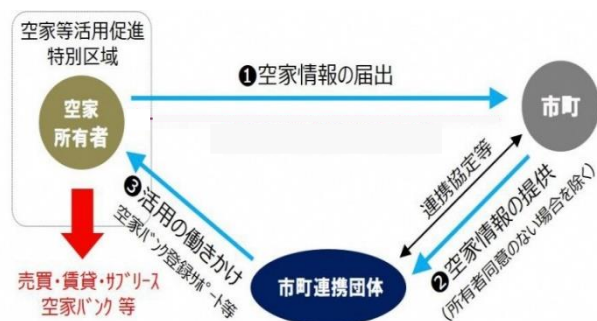 空家等活用促進
特別区域
❶空家情報の届出
空家
所有者
市町
連携協定等
❷空家情報の提供
(所有者同意のない場合を除く)
❸活用の働きかけ
空家バンク登録サポート等
市町連携団体
売買・賃貸・サブリース
空家バンク 等